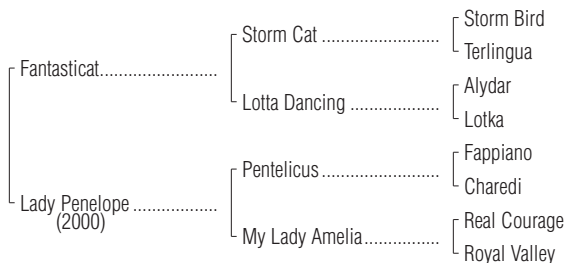 Storm Bird
Storm Cat ........................
Terlingua
Fantasticat........................
Alydar
Lotta Dancing ..................
Lotka
Fappiano
Pentelicus ........................
Charedi
Lady Penelope .................
(2000)
Real Courage
My Lady Amelia...............
Royal Valley